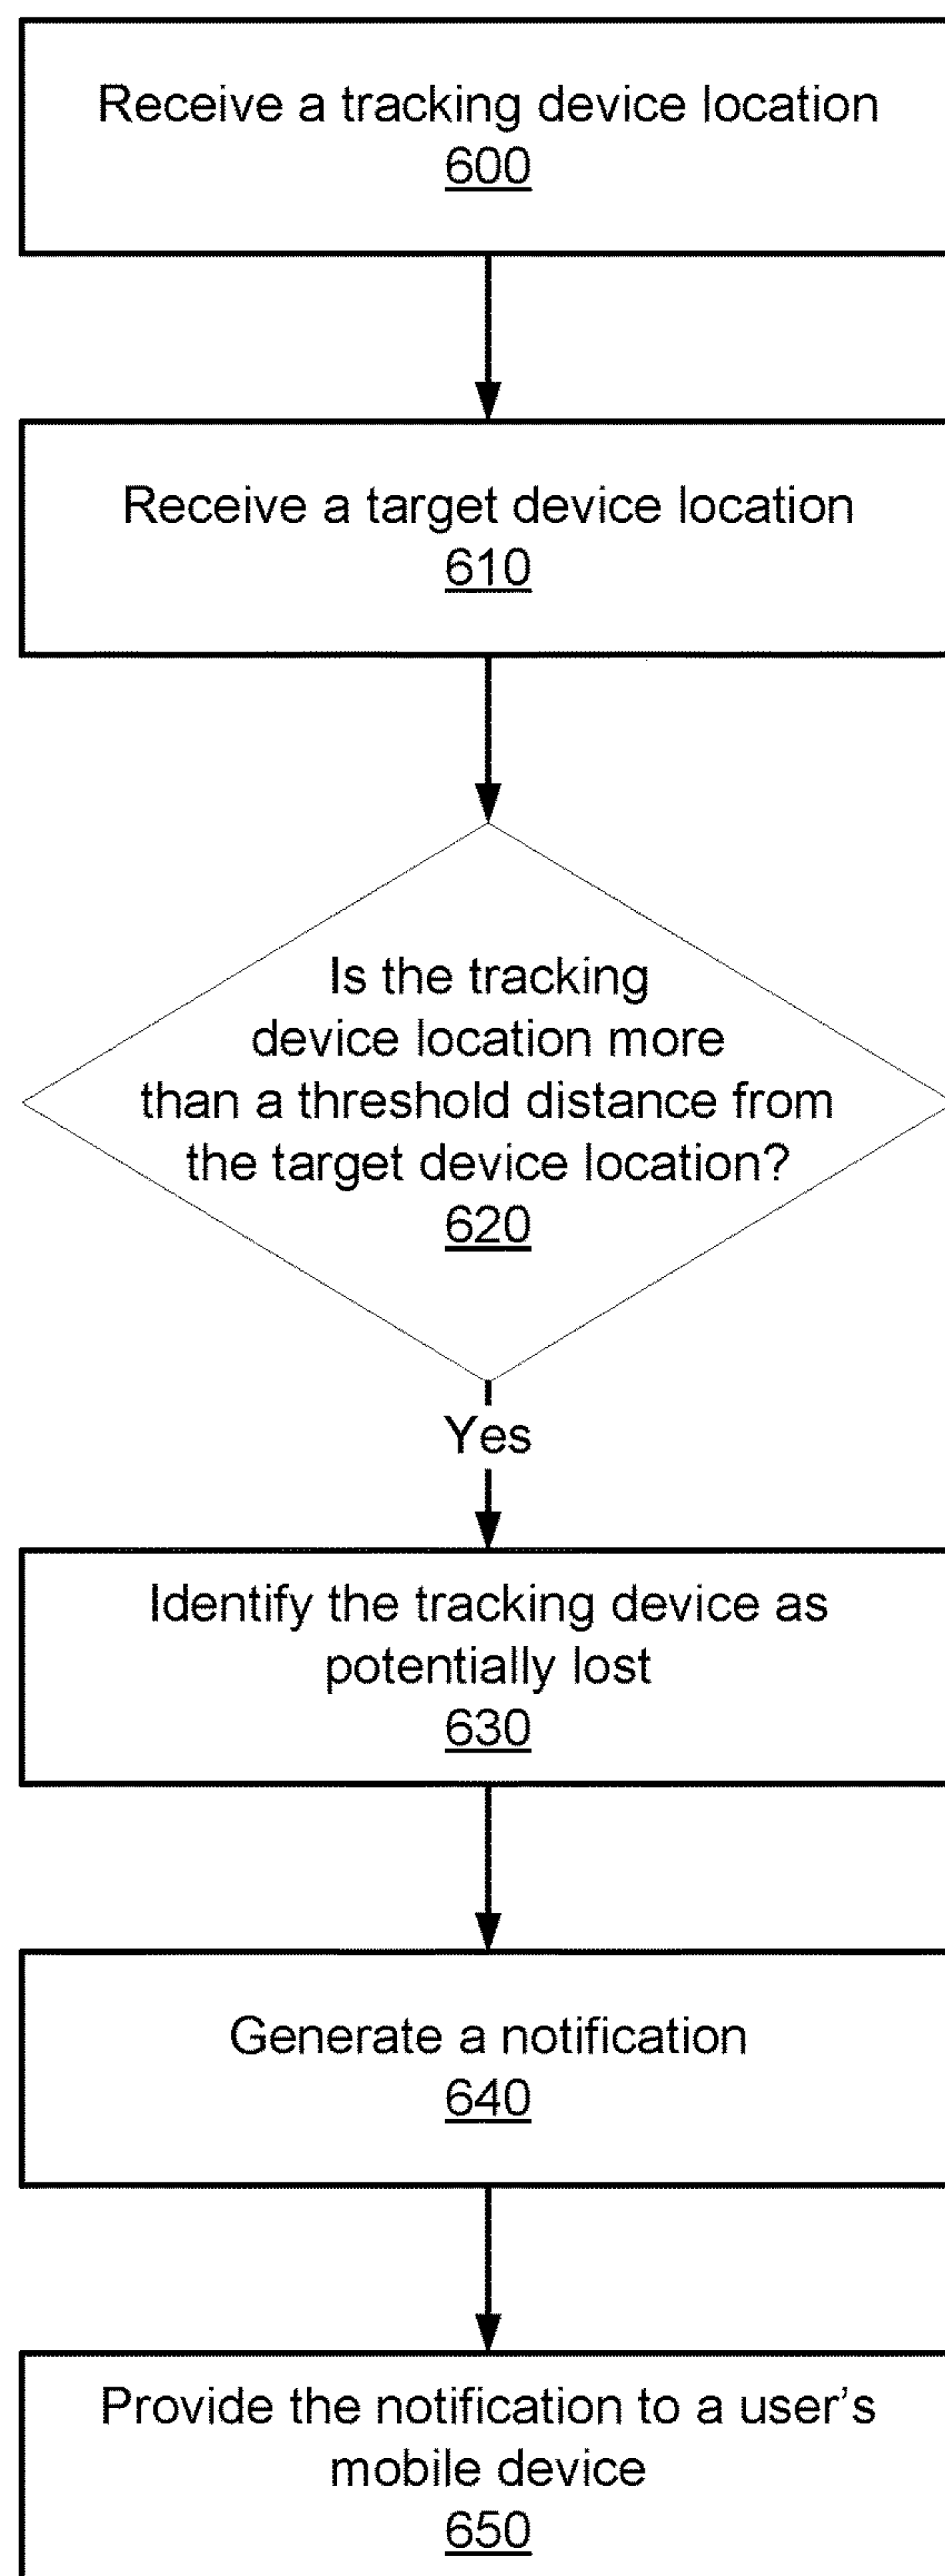 Receive a tracking device location
600
Receive a target device location
610
Is the tracking
device location more
than a threshold distance from
the target device location?
620
Yes
Identify the tracking device as
potentially lost
630
Generate a notification
640
Provide the notification to a user's
mobile device
650